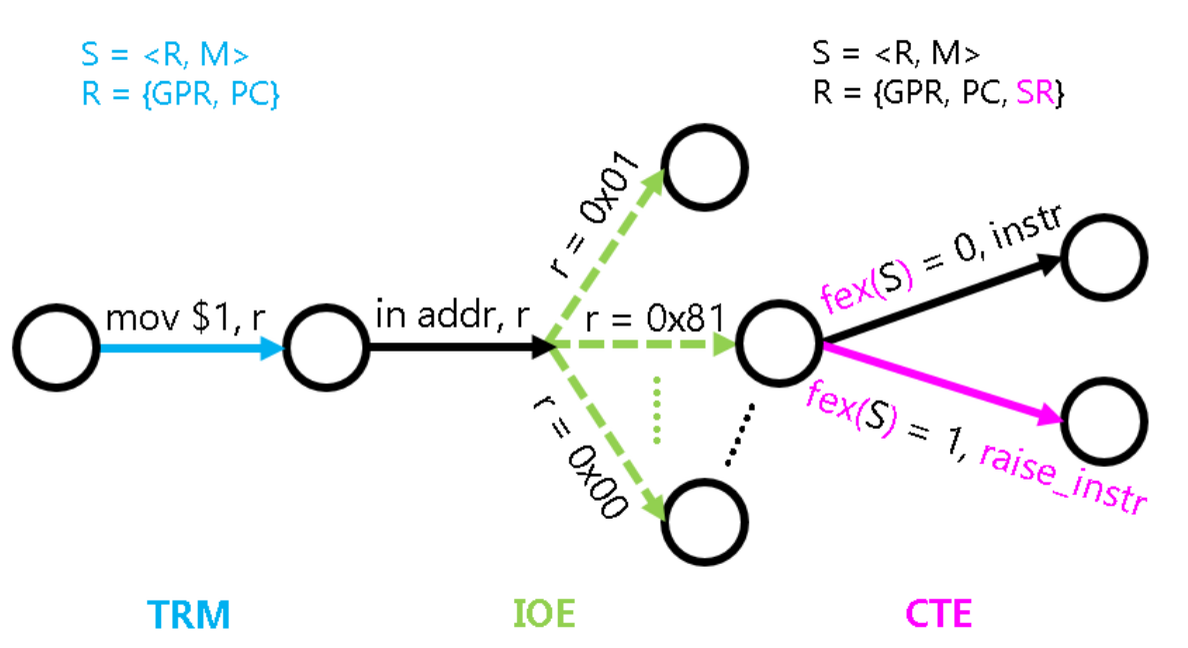 S = <R, M>
R = {GPR, PC}
S = <R, M>
R = {GPR, PC, SR}
mov $1, r
in addr, r
r = 0x01
r = 0x81
r = 0x00
fex(S) = 0, instr
fex(S) = 1, raise_instr
TRM
IOE
CTE